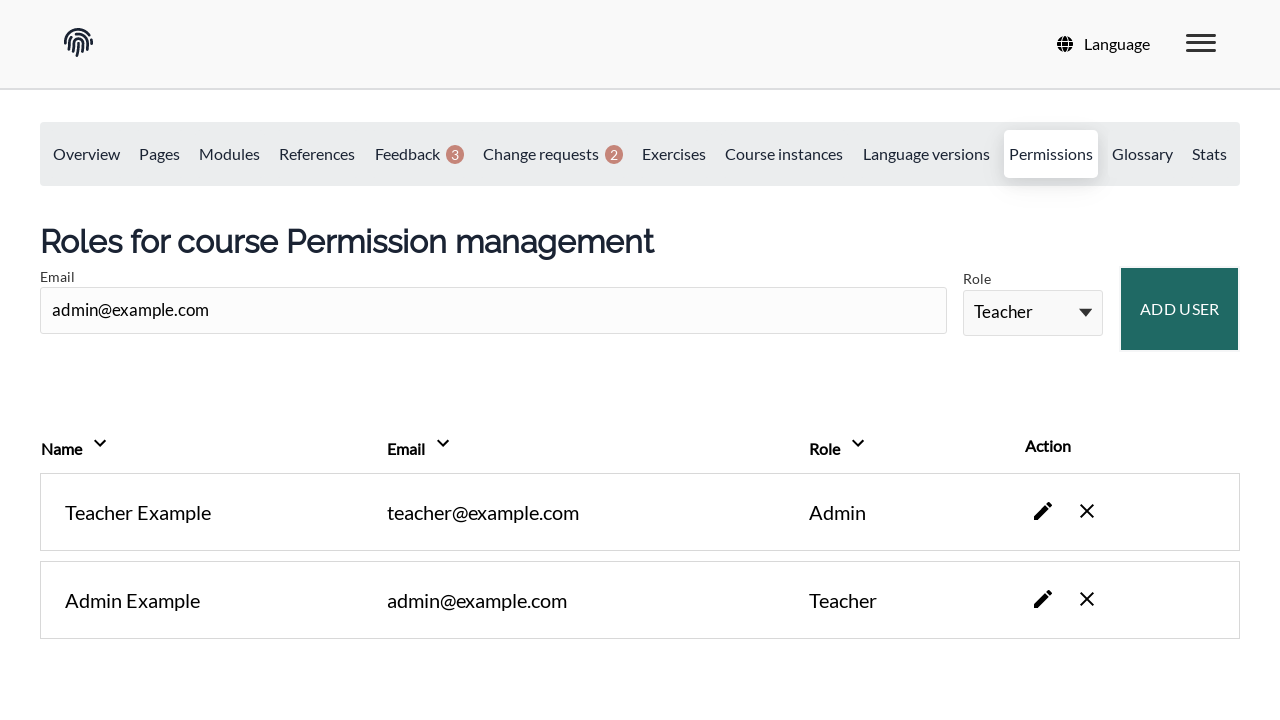 Language
Overview Pages Modules References Feedback 3 Change requests 2 Exercises Course instances Language versions Permissions Glossary Stats
Roles for course Permission management
Email
admin@example.com
Role
Teacher
ADD USER
Name Email Role Action
Teacher Example teacher@example.com Admin
Admin Example admin@example.com Teacher